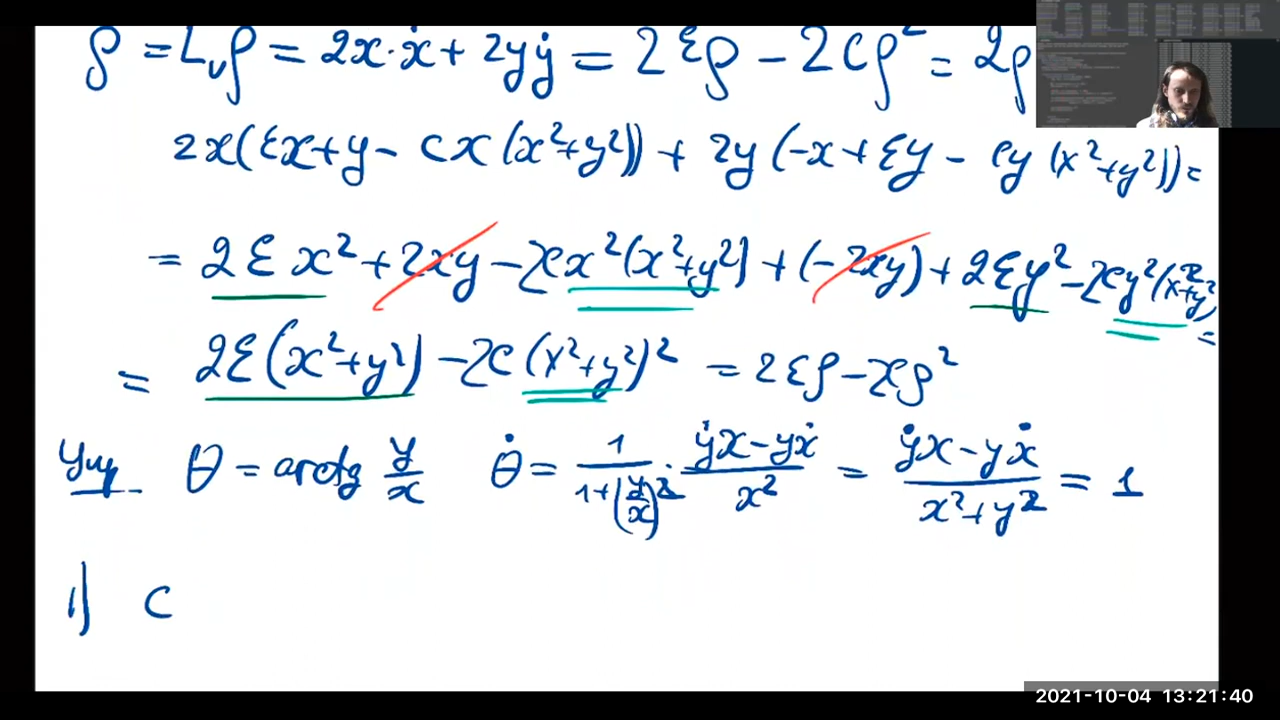 ρ̇ = L_v ρ = 2x·ẋ + 2yẏ = 2ερ − 2cρ² = 2ρ
2x(εx+y − cx(x²+y²)) + 2y(−x+εy − cy(x²+y²)) =
= 2εx² + 2xy − 2cx²(x²+y²) + (−2xy) + 2εy² − 2cy²(x²+y²) =
= 2ε(x²+y²) − 2c(x²+y²)² = 2ερ − 2cρ²
Упр θ = arctg y/x θ̇ = 1/(1+(y/x)²) · (ẏx − yẋ)/x² = (ẏx − yẋ)/(x²+y²) = 1
1) c
2021-10-04 13:21:40